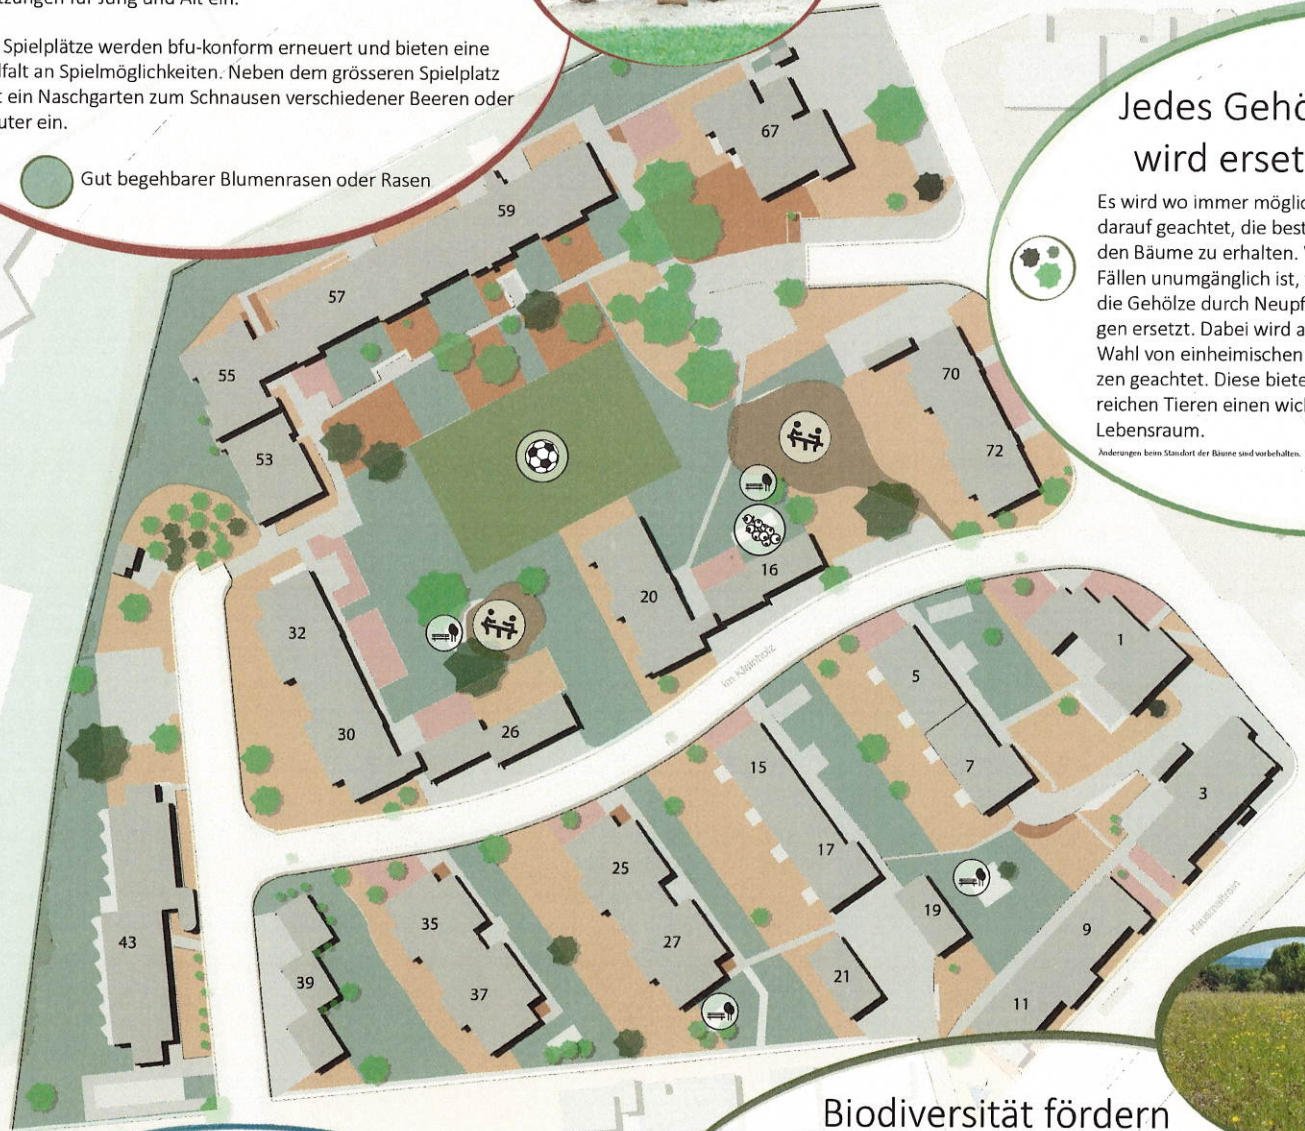 Spielplätze werden bfu-konform erneuert und bieten eine
an Spielmöglichkeiten. Neben dem grösseren Spielplatz
ein Naschgarten zum Schnausen verschiedener Beeren oder
ein.
Gut begehbarer Blumenrasen oder Rasen
Jedes Gehö
wird erset
Es wird wo immer möglic
darauf geachtet, die best
den Bäume zu erhalten.
Fällen unumgänglich ist,
die Gehölze durch Neupf
gen ersetzt. Dabei wird a
Wahl von einheimischen
zen geachtet. Diese biete
reichen Tieren einen wic
Lebensraum.
Änderungen beim Standort der Bäume sind vorbehalten.
67
59
57
55
53
70
72
16
20
32
30
26
1
5
7
3
15
17
19
9
21
11
25
27
35
37
39
43
Im Kleinholz
Hausmattrain
Biodiversität fördern